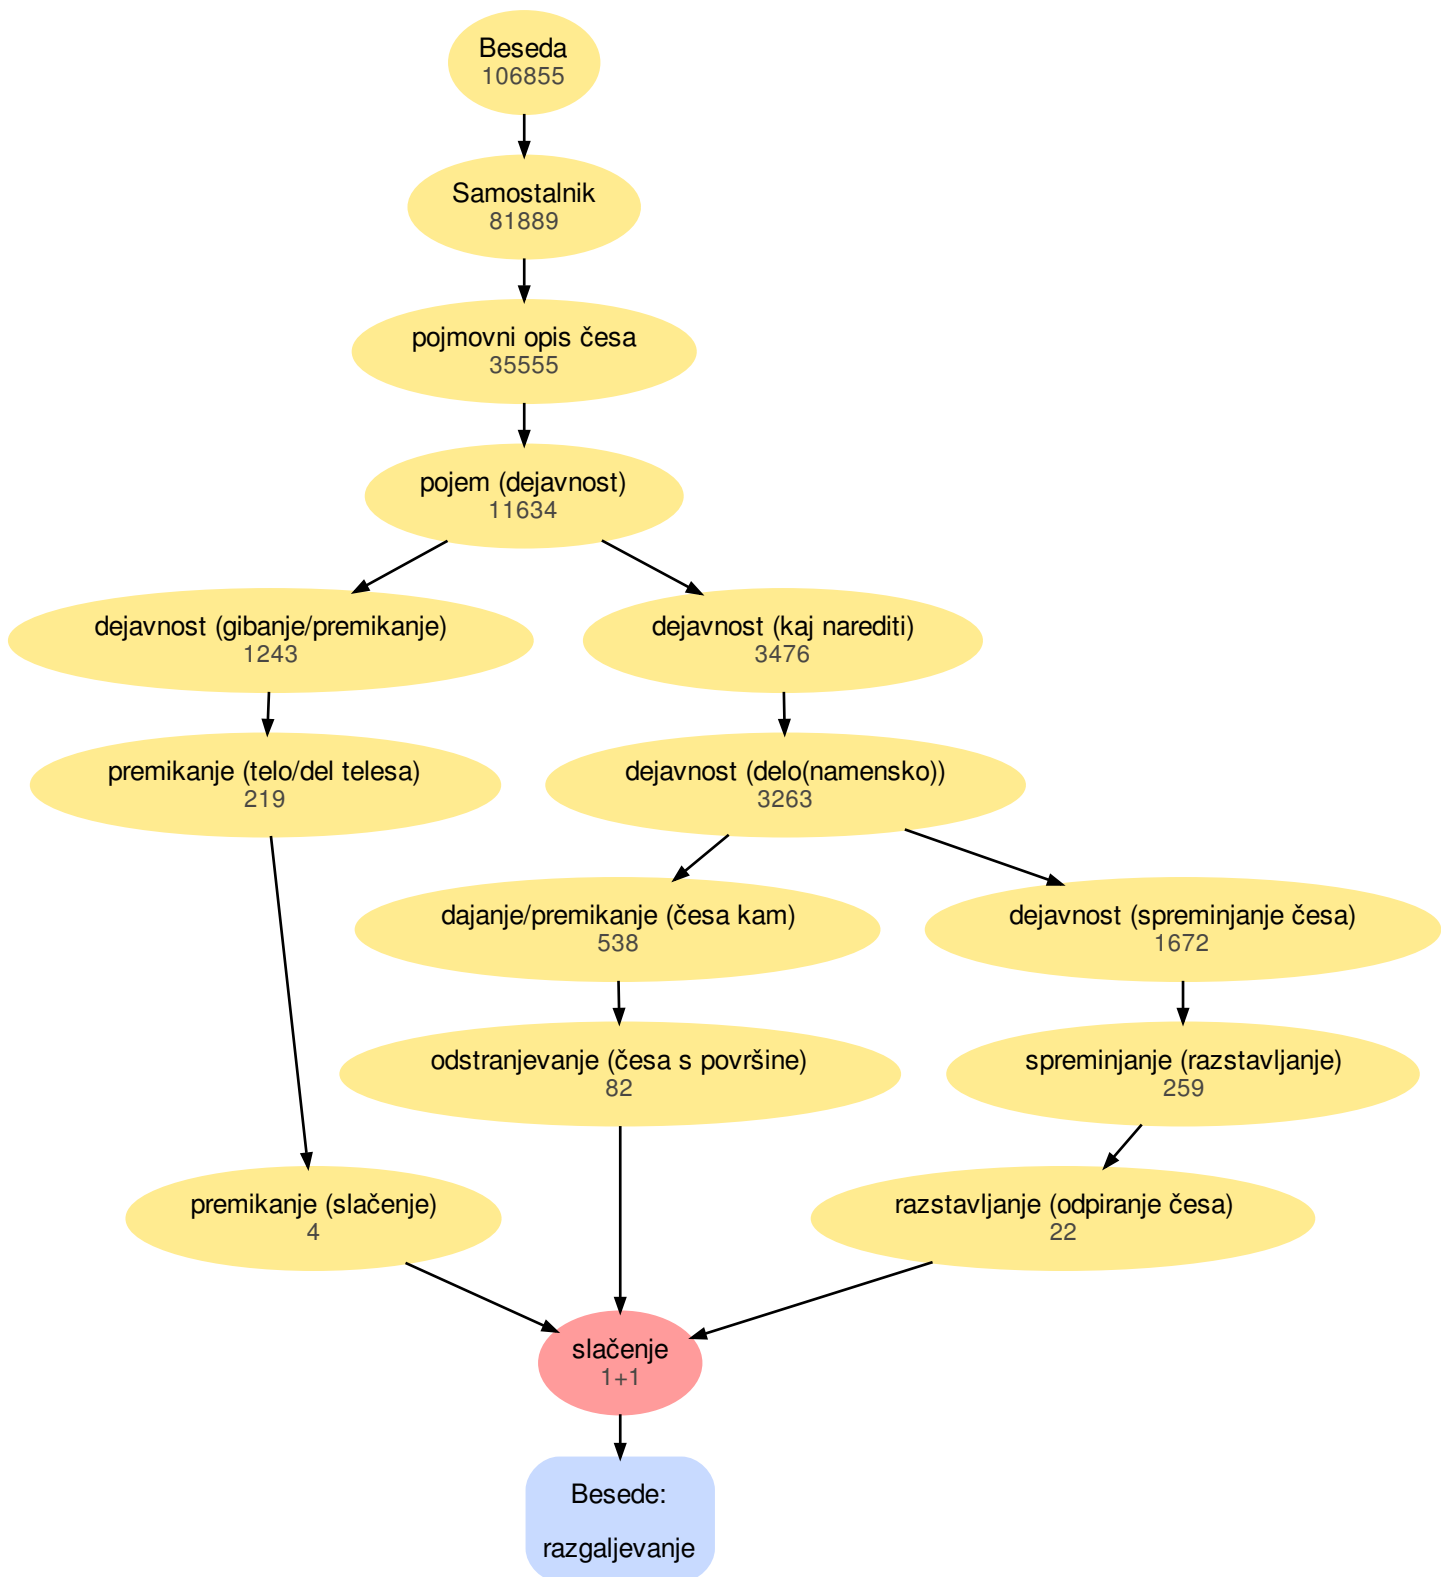 Beseda
106855
Samostalnik
81889
pojmovni opis česa
35555
pojem (dejavnost)
11634
dejavnost (gibanje/premikanje)
1243
dejavnost (kaj narediti)
3476
premikanje (telo/del telesa)
219
dejavnost (delo(namensko))
3263
dajanje/premikanje (česa kam)
538
dejavnost (spreminjanje česa)
1672
odstranjevanje (česa s površine)
82
spreminjanje (razstavljanje)
259
premikanje (slačenje)
4
razstavljanje (odpiranje česa)
22
slačenje
1+1
Besede:
razgaljevanje